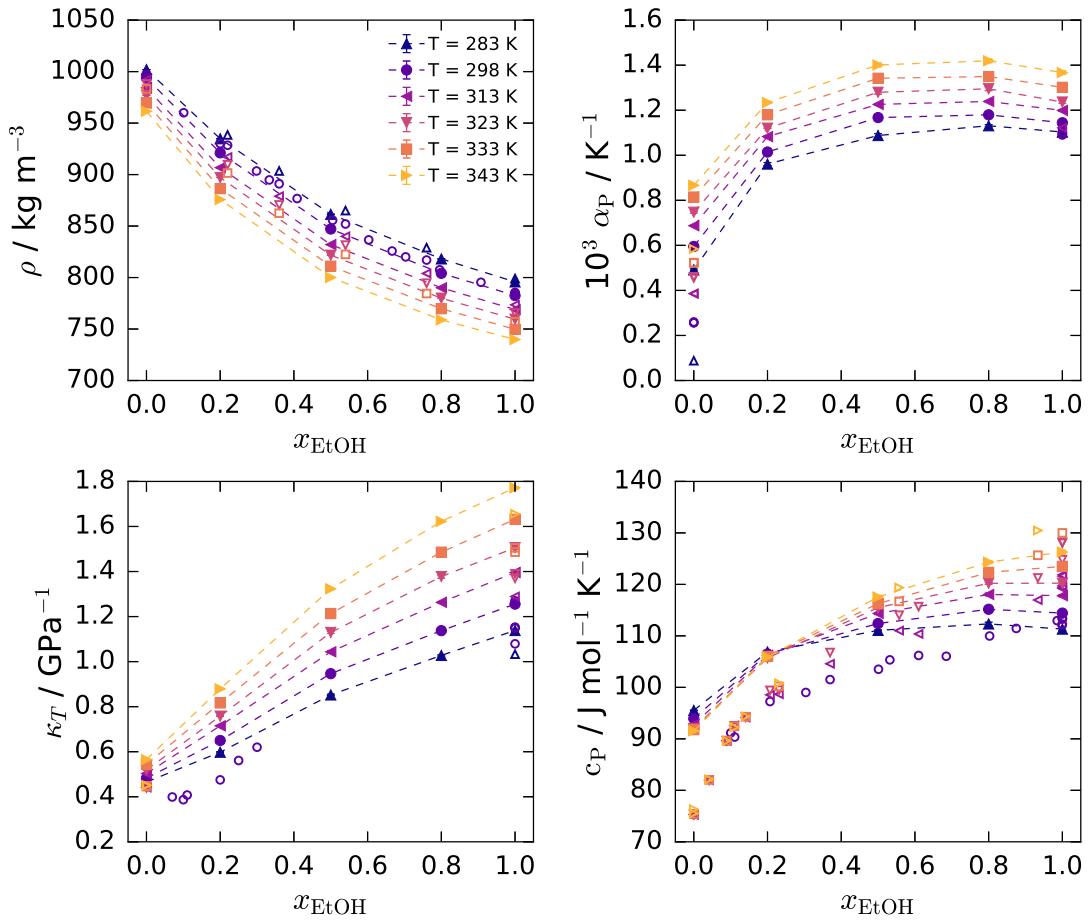 1050
1000
950
900
850
800
750
700
ρ / kg m⁻³
T = 283 K
T = 298 K
T = 313 K
T = 323 K
T = 333 K
T = 343 K
0.0 0.2 0.4 0.6 0.8 1.0
x_EtOH
1.6
1.4
1.2
1.0
0.8
0.6
0.4
0.2
0.0
10³ α_P / K⁻¹
0.0 0.2 0.4 0.6 0.8 1.0
x_EtOH
1.8
1.6
1.4
1.2
1.0
0.8
0.6
0.4
0.2
κ_T / GPa⁻¹
0.0 0.2 0.4 0.6 0.8 1.0
x_EtOH
140
130
120
110
100
90
80
70
c_P / J mol⁻¹ K⁻¹
0.0 0.2 0.4 0.6 0.8 1.0
x_EtOH